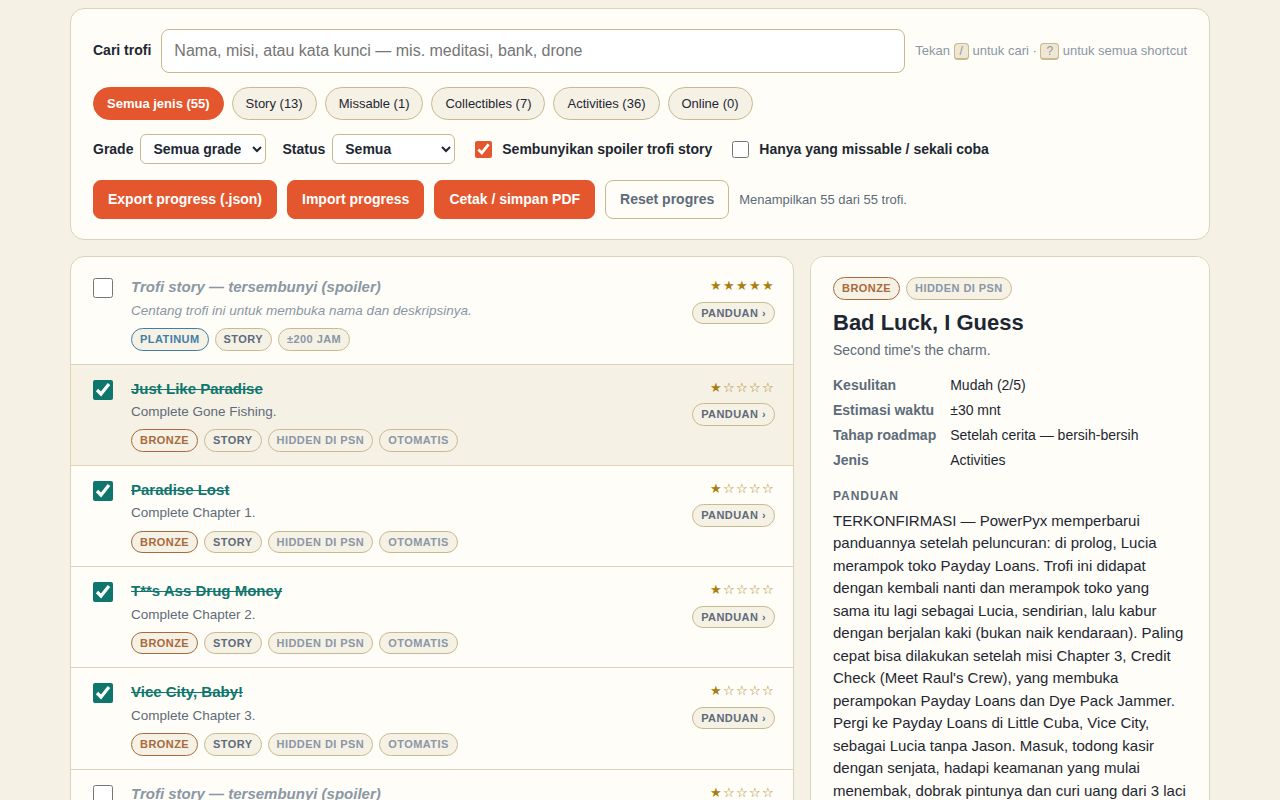 Cari trofi
Nama, misi, atau kata kunci — mis. meditasi, bank, drone
Tekan / untuk cari · ? untuk semua shortcut
Semua jenis (55) Story (13) Missable (1) Collectibles (7) Activities (36) Online (0)
Grade Semua grade Status Semua Sembunyikan spoiler trofi story Hanya yang missable / sekali coba
Export progress (.json) Import progress Cetak / simpan PDF Reset progres Menampilkan 55 dari 55 trofi.
Trofi story — tersembunyi (spoiler) ★★★★★
Centang trofi ini untuk membuka nama dan deskripsinya. PANDUAN ›
PLATINUM STORY ±200 JAM
Just Like Paradise ★☆☆☆☆
Complete Gone Fishing. PANDUAN ›
BRONZE STORY HIDDEN DI PSN OTOMATIS
Paradise Lost ★☆☆☆☆
Complete Chapter 1. PANDUAN ›
BRONZE STORY HIDDEN DI PSN OTOMATIS
T**s Ass Drug Money ★☆☆☆☆
Complete Chapter 2. PANDUAN ›
BRONZE STORY HIDDEN DI PSN OTOMATIS
Vice City, Baby! ★☆☆☆☆
Complete Chapter 3. PANDUAN ›
BRONZE STORY HIDDEN DI PSN OTOMATIS
Trofi story — tersembunyi (spoiler) ★☆☆☆☆
BRONZE HIDDEN DI PSN
Bad Luck, I Guess
Second time's the charm.
Kesulitan Mudah (2/5)
Estimasi waktu ±30 mnt
Tahap roadmap Setelah cerita — bersih-bersih
Jenis Activities
PANDUAN
TERKONFIRMASI — PowerPyx memperbarui
panduannya setelah peluncuran: di prolog, Lucia
merampok toko Payday Loans. Trofi ini didapat
dengan kembali nanti dan merampok toko yang
sama itu lagi sebagai Lucia, sendirian, lalu kabur
dengan berjalan kaki (bukan naik kendaraan). Paling
cepat bisa dilakukan setelah misi Chapter 3, Credit
Check (Meet Raul's Crew), yang membuka
perampokan Payday Loans dan Dye Pack Jammer.
Pergi ke Payday Loans di Little Cuba, Vice City,
sebagai Lucia tanpa Jason. Masuk, todong kasir
dengan senjata, hadapi keamanan yang mulai
menembak, dobrak pintunya dan curi uang dari 3 laci